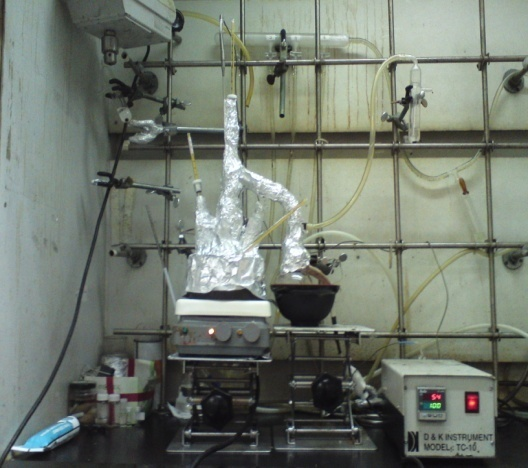 54
100
D & K INSTRUMENT
MODEL: TC-10